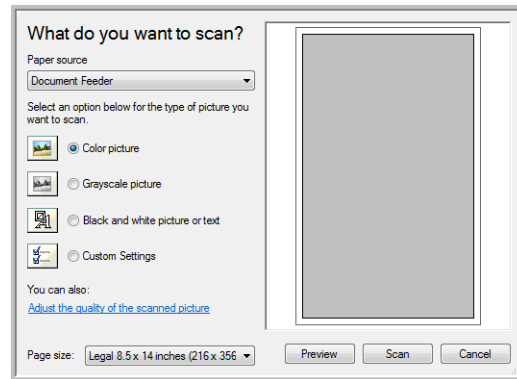 What do you want to scan?
Paper source
Document Feeder
Select an option below for the type of picture you
want to scan.
Color picture
Grayscale picture
Black and white picture or text
Custom Settings
You can also:
Adjust the quality of the scanned picture
Page size: Legal 8.5 x 14 inches (216 x 356 Preview Scan Cancel